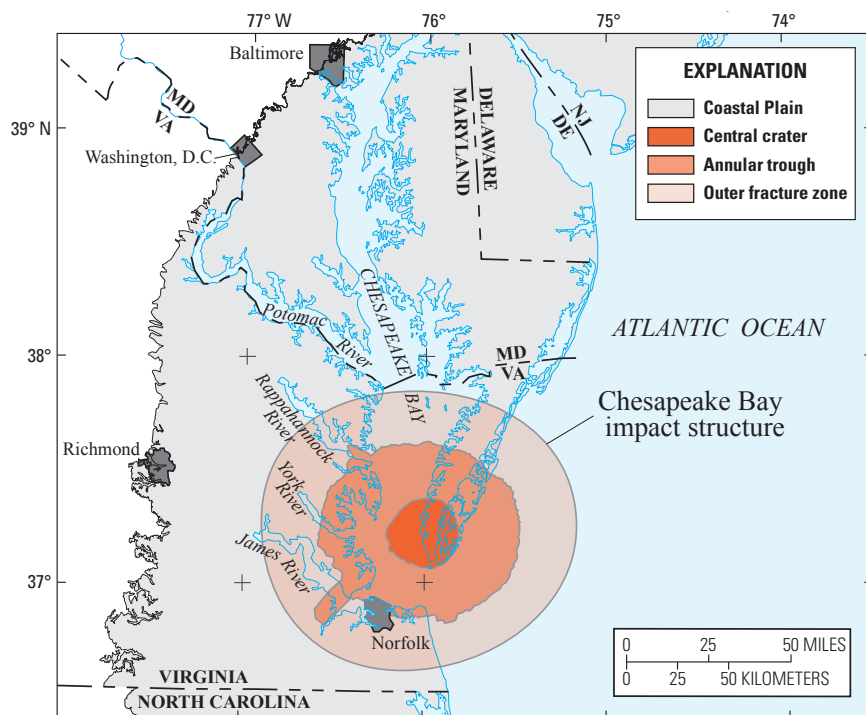 77°
76°
75°
74°
Baltimore
EXPLANATION
Coastal Plain
Central crater
Annular trough
Outer fracture zone
MD
VA
DELAWARE
MARYLAND
NJ
DE
39° N
Washington, D.C.
CHESAPEAKE
BAY
Potomac
River
ATLANTIC OCEAN
38°
MD
VA
Rappahannock
River
Chesapeake Bay
impact structure
Richmond
York
River
James River
37°
Norfolk
0 25 50 MILES
0 25 50 KILOMETERS
VIRGINIA
NORTH CAROLINA